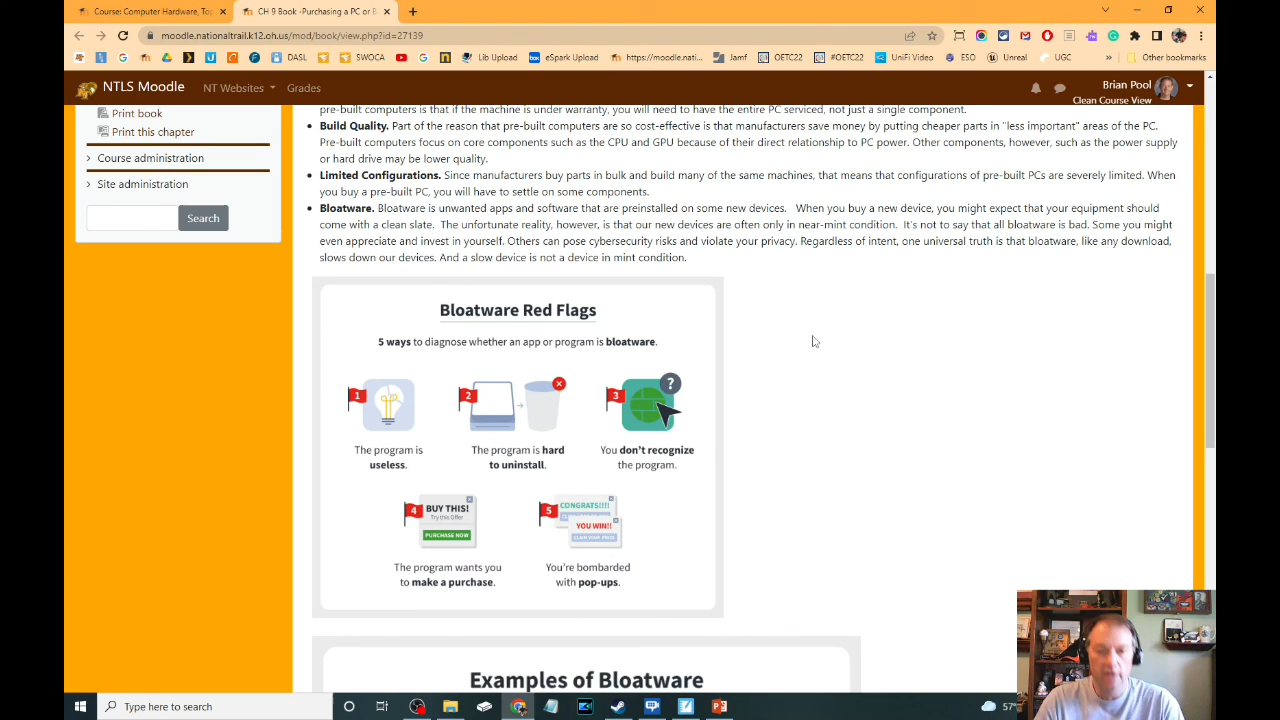 Course: Computer Hardware, Top
CH 9 Book -Purchasing a PC or B
moodle.nationaltrail.k12.oh.us/mod/book/view.php?id=27139
DASL
SWOCA
Lib Upload
eSpark Upload
https://moodle.nati...
Jamf
OETC22
#OETC22
UniFi Video
ESO
Unraid
UGC
Other bookmarks
NTLS Moodle
NT Websites
Grades
Brian Pool
Clean Course View
Print book
Print this chapter
Course administration
Site administration
Search
pre-built computers is that if the machine is under warranty, you will need to have the entire PC serviced, not just a single component.
Build Quality. Part of the reason that pre-built computers are so cost-effective is that manufacturers save money by putting cheaper parts in "less important" areas of the PC.
Pre-built computers focus on core components such as the CPU and GPU because of their direct relationship to PC power. Other components, however, such as the power supply
or hard drive may be lower quality.
Limited Configurations. Since manufacturers buy parts in bulk and build many of the same machines, that means that configurations of pre-built PCs are severely limited. When
you buy a pre-built PC, you will have to settle on some components.
Bloatware. Bloatware is unwanted apps and software that are preinstalled on some new devices. When you buy a new device, you might expect that your equipment should
come with a clean slate. The unfortunate reality, however, is that our new devices are often only in near-mint condition. It's not to say that all bloatware is bad. Some you might
even appreciate and invest in yourself. Others can pose cybersecurity risks and violate your privacy. Regardless of intent, one universal truth is that bloatware, like any download,
slows down our devices. And a slow device is not a device in mint condition.
Bloatware Red Flags
5 ways to diagnose whether an app or program is bloatware.
1
2
3
?
The program is
useless.
The program is hard
to uninstall.
You don't recognize
the program.
4
BUY THIS!
Try this Offer
PURCHASE NOW
5
CONGRATS!!!!
YOU WIN!!
CLAIM YOUR PRIZE
The program wants you
to make a purchase.
You're bombarded
with pop-ups.
Examples of Bloatware
Type here to search
57°